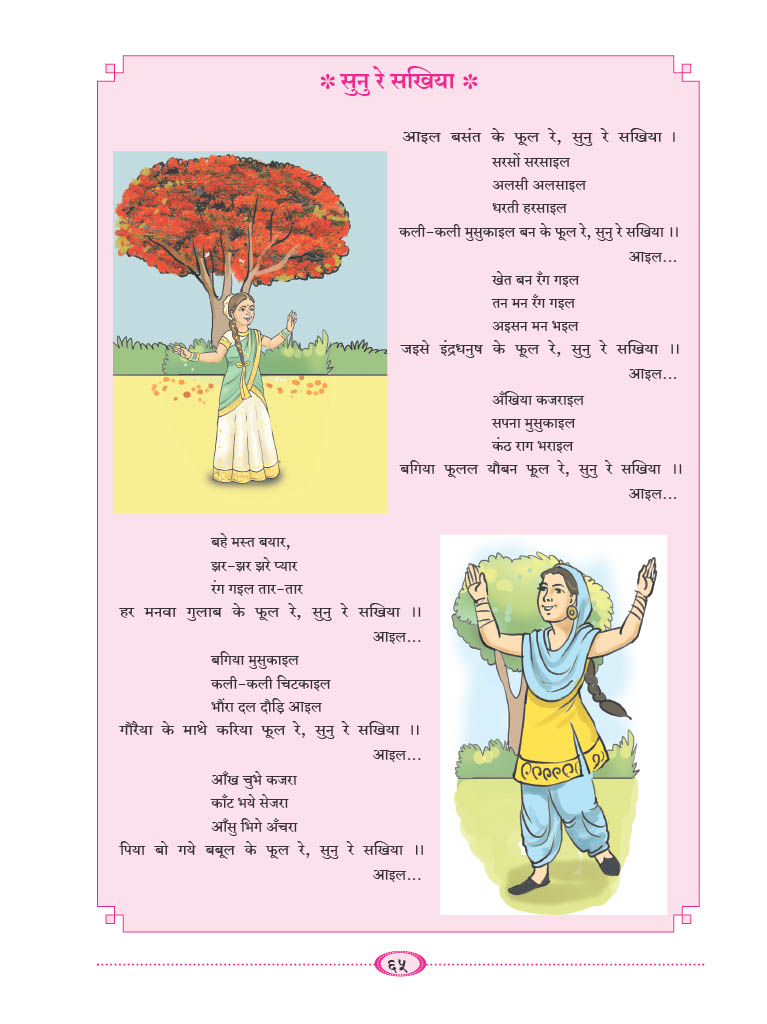 ❇ सुनु रे सखिया ❇
आइल बसंत के फूल रे, सुनु रे सखिया ।
सरसों सरसाइल
अलसी अलसाइल
धरती हरसाइल
कली-कली मुसुकाइल बन के फूल रे, सुनु रे सखिया ।।
आइल...
खेत बन रँग गइल
तन मन रँग गइल
अइसन मन भइल
जइसे इंद्रधनुष के फूल रे, सुनु रे सखिया ।।
आइल...
अँखिया कजराइल
सपना मुसुकाइल
कंठ राग भराइल
बगिया फूलल यौबन फूल रे, सुनु रे सखिया ।।
आइल...
बहे मस्त बयार,
झर-झर झरे प्यार
रंग गइल तार-तार
हर मनवा गुलाब के फूल रे, सुनु रे सखिया ।।
आइल...
बगिया मुसुकाइल
कली-कली चिटकाइल
भौंरा दल दौड़ि आइल
गौरैया के माथे करिया फूल रे, सुनु रे सखिया ।।
आइल...
आँख चुभे कजरा
काँट भये सेजरा
आँसु भिगे अँचरा
पिया बो गये बबूल के फूल रे, सुनु रे सखिया ।।
आइल...
६५